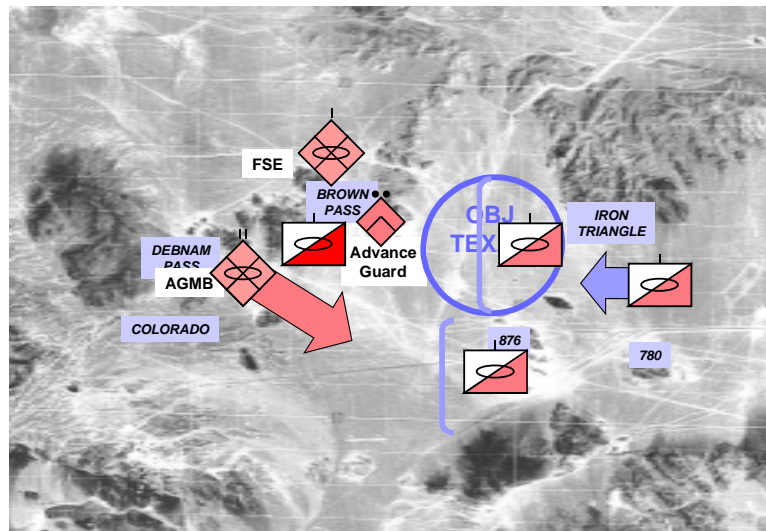 FSE
BROWN
PASS
OBJ
TEX
IRON
TRIANGLE
DEBNAM
PASS
AGMB
Advance
Guard
COLORADO
876
780